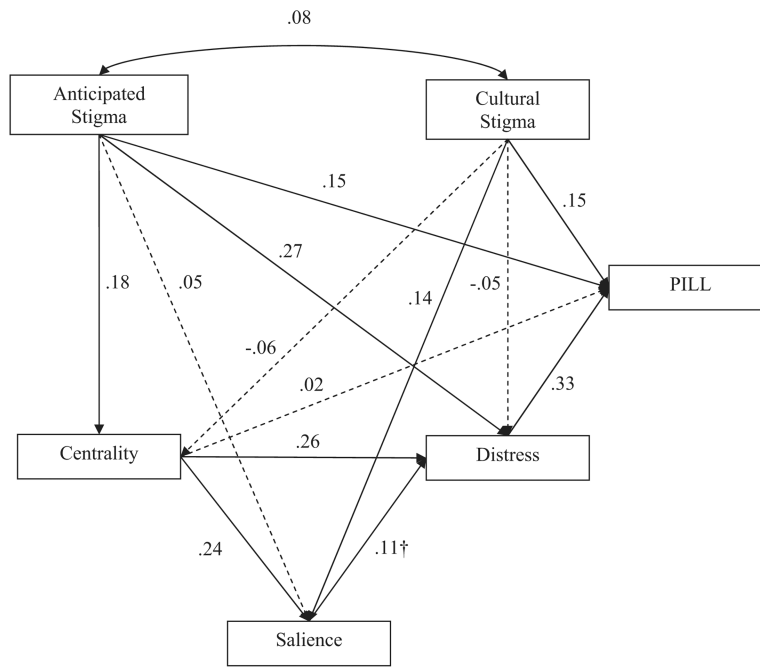 .08
Anticipated
Stigma
Cultural
Stigma
.15
.15
.27
.18
.05
.14
-.05
PILL
-.06
.02
.33
Centrality
.26
Distress
.24
.11†
Salience